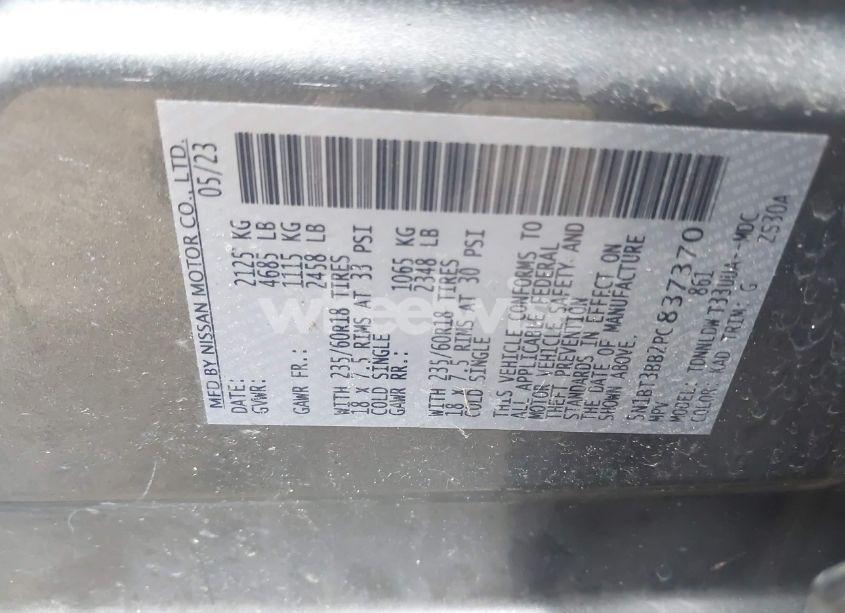 MFD BY NISSAN MOTOR CO., LTD.
DATE: 05/23
GVWR: 2125 KG
4685 LB
GAWR FR.: 1115 KG
2458 LB
WITH 235/60R18 TIRES
18 X 7.5 RIMS AT 33 PSI
COLD SINGLE
GAWR RR.: 1065 KG
2348 LB
WITH 235/60R18 TIRES
18 X 7.5 RIMS AT 30 PSI
COLD SINGLE
THIS VEHICLE CONFORMS TO
ALL APPLICABLE FEDERAL
MOTOR VEHICLE SAFETY, AND
THEFT PREVENTION
STANDARDS IN EFFECT ON
THE DATE OF MANUFACTURE
SHOWN ABOVE.
5N1BT3BB2PC837370
MPV 861
MODEL: MDC
COLOR: KAD TRIM: G ZS30A